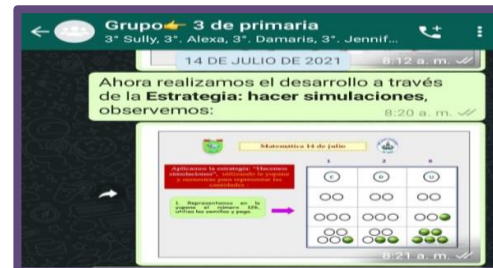 Grupo👉 3 de primaria
3° Sully, 3°. Alexa, 3°. Damaris, 3°. Jennif...
14 DE JULIO DE 2021
8:12 a. m.
Ahora realizamos el desarrollo a través
de la Estrategia: hacer simulaciones,
observemos:
8:20 a. m.
Matemática 14 de julio
Aplicamos la estrategia: "Hacemos
simulaciones", utilizando la yupana
y semillas para representar las
cantidades
1. Representamos en la
yupana el número 126,
utiliza las semillas y pega.
1 2 6
C D U
8:21 a. m.